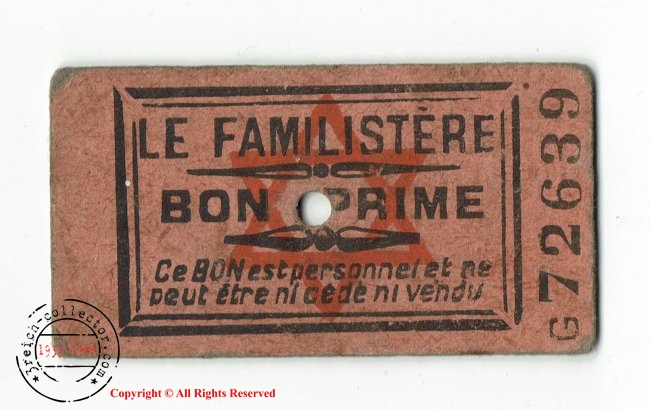 LE FAMILISTÈRE
BON PRIME
Ce BON est personnel et ne
peut être ni cédé ni vendu
G72639
*3reich-collector.com*
Copyright © All Rights Reserved